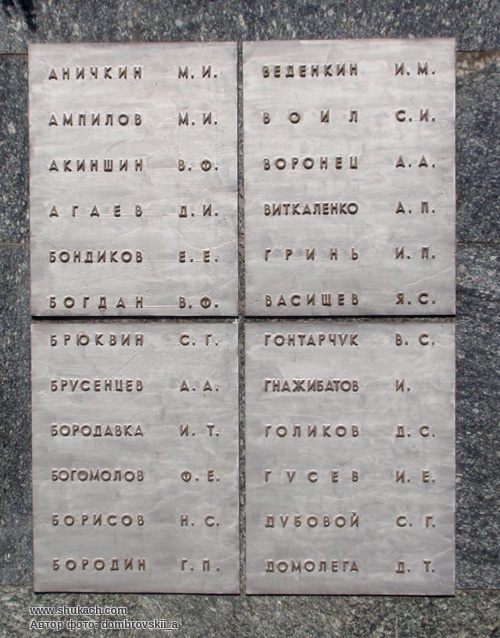 АНИЧКИН М. И.
АМПИЛОВ М. И.
АКИНШИН В. Ф.
АГАЕВ Д. И.
БОНДИКОВ Е. Е.
БОГДАН В. Ф.
БРЮКВИН С. Г.
БРУСЕНЦЕВ А. А.
БОРОДАВКА И. Т.
БОГОМОЛОВ Ф. Е.
БОРИСОВ Н. С.
БОРОДИН Г. П.
ВЕДЕНКИН И. М.
ВОИЛ С. И.
ВОРОНЕЦ А. А.
ВИТКАЛЕНКО А. П.
ГРИНЬ И. П.
ВАСИЩЕВ Я. С.
ГОНТАРЧУК В. С.
ГНАЖИБАТОВ И.
ГОЛИКОВ Д. С.
ГУСЕВ И. Е.
ДУБОВОЙ С. Г.
ДОМОЛЕГА Д. Т.
www.shukach.com
Автор фото: dombrovskii_a